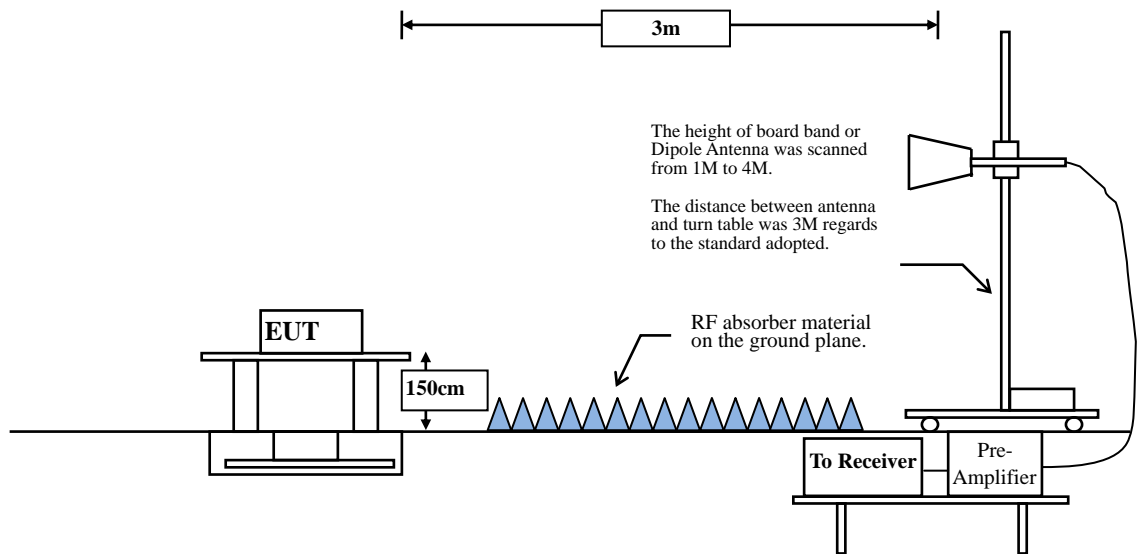 3m
The height of board band or
Dipole Antenna was scanned
from 1M to 4M.
The distance between antenna
and turn table was 3M regards
to the standard adopted.
EUT
RF absorber material
on the ground plane.
150cm
To Receiver
Pre-
Amplifier